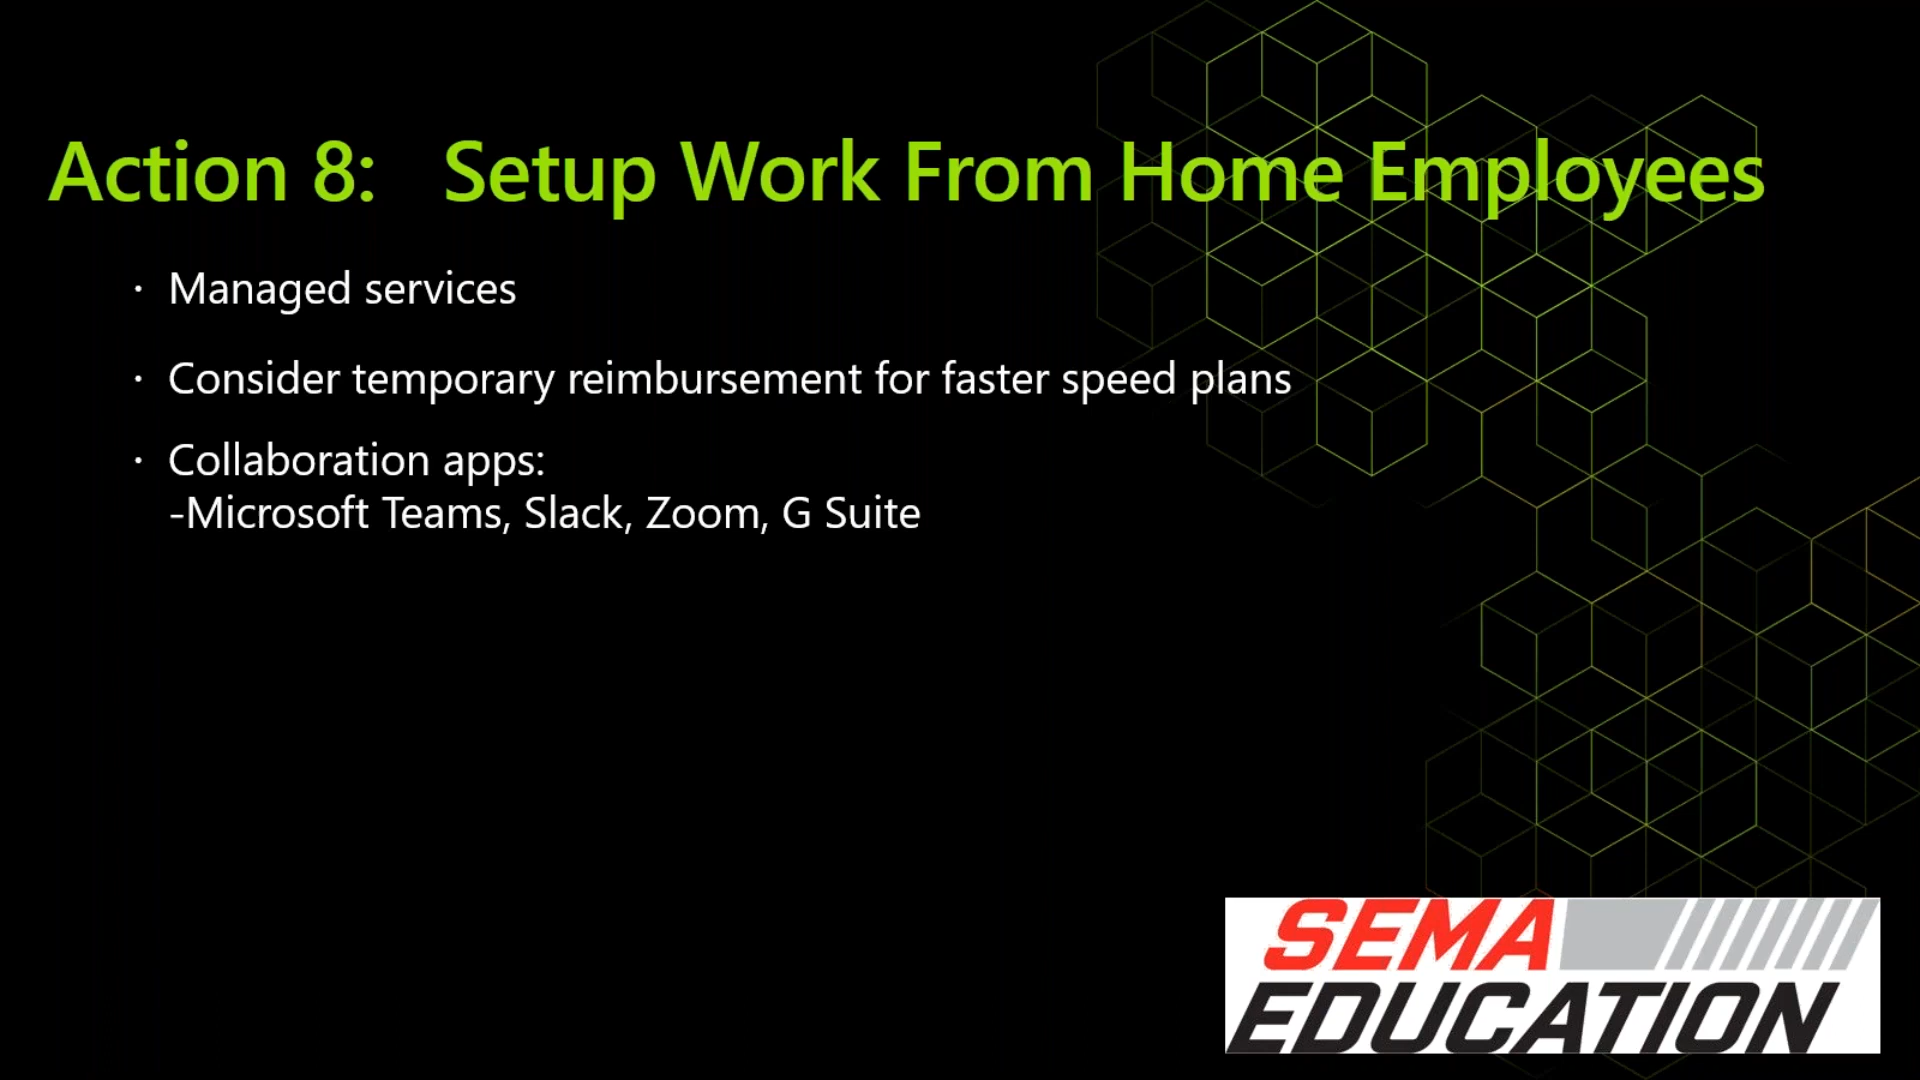 Action 8:   Setup Work From Home Employees
· Managed services
· Consider temporary reimbursement for faster speed plans
· Collaboration apps:
-Microsoft Teams, Slack, Zoom, G Suite
SEMA
EDUCATION